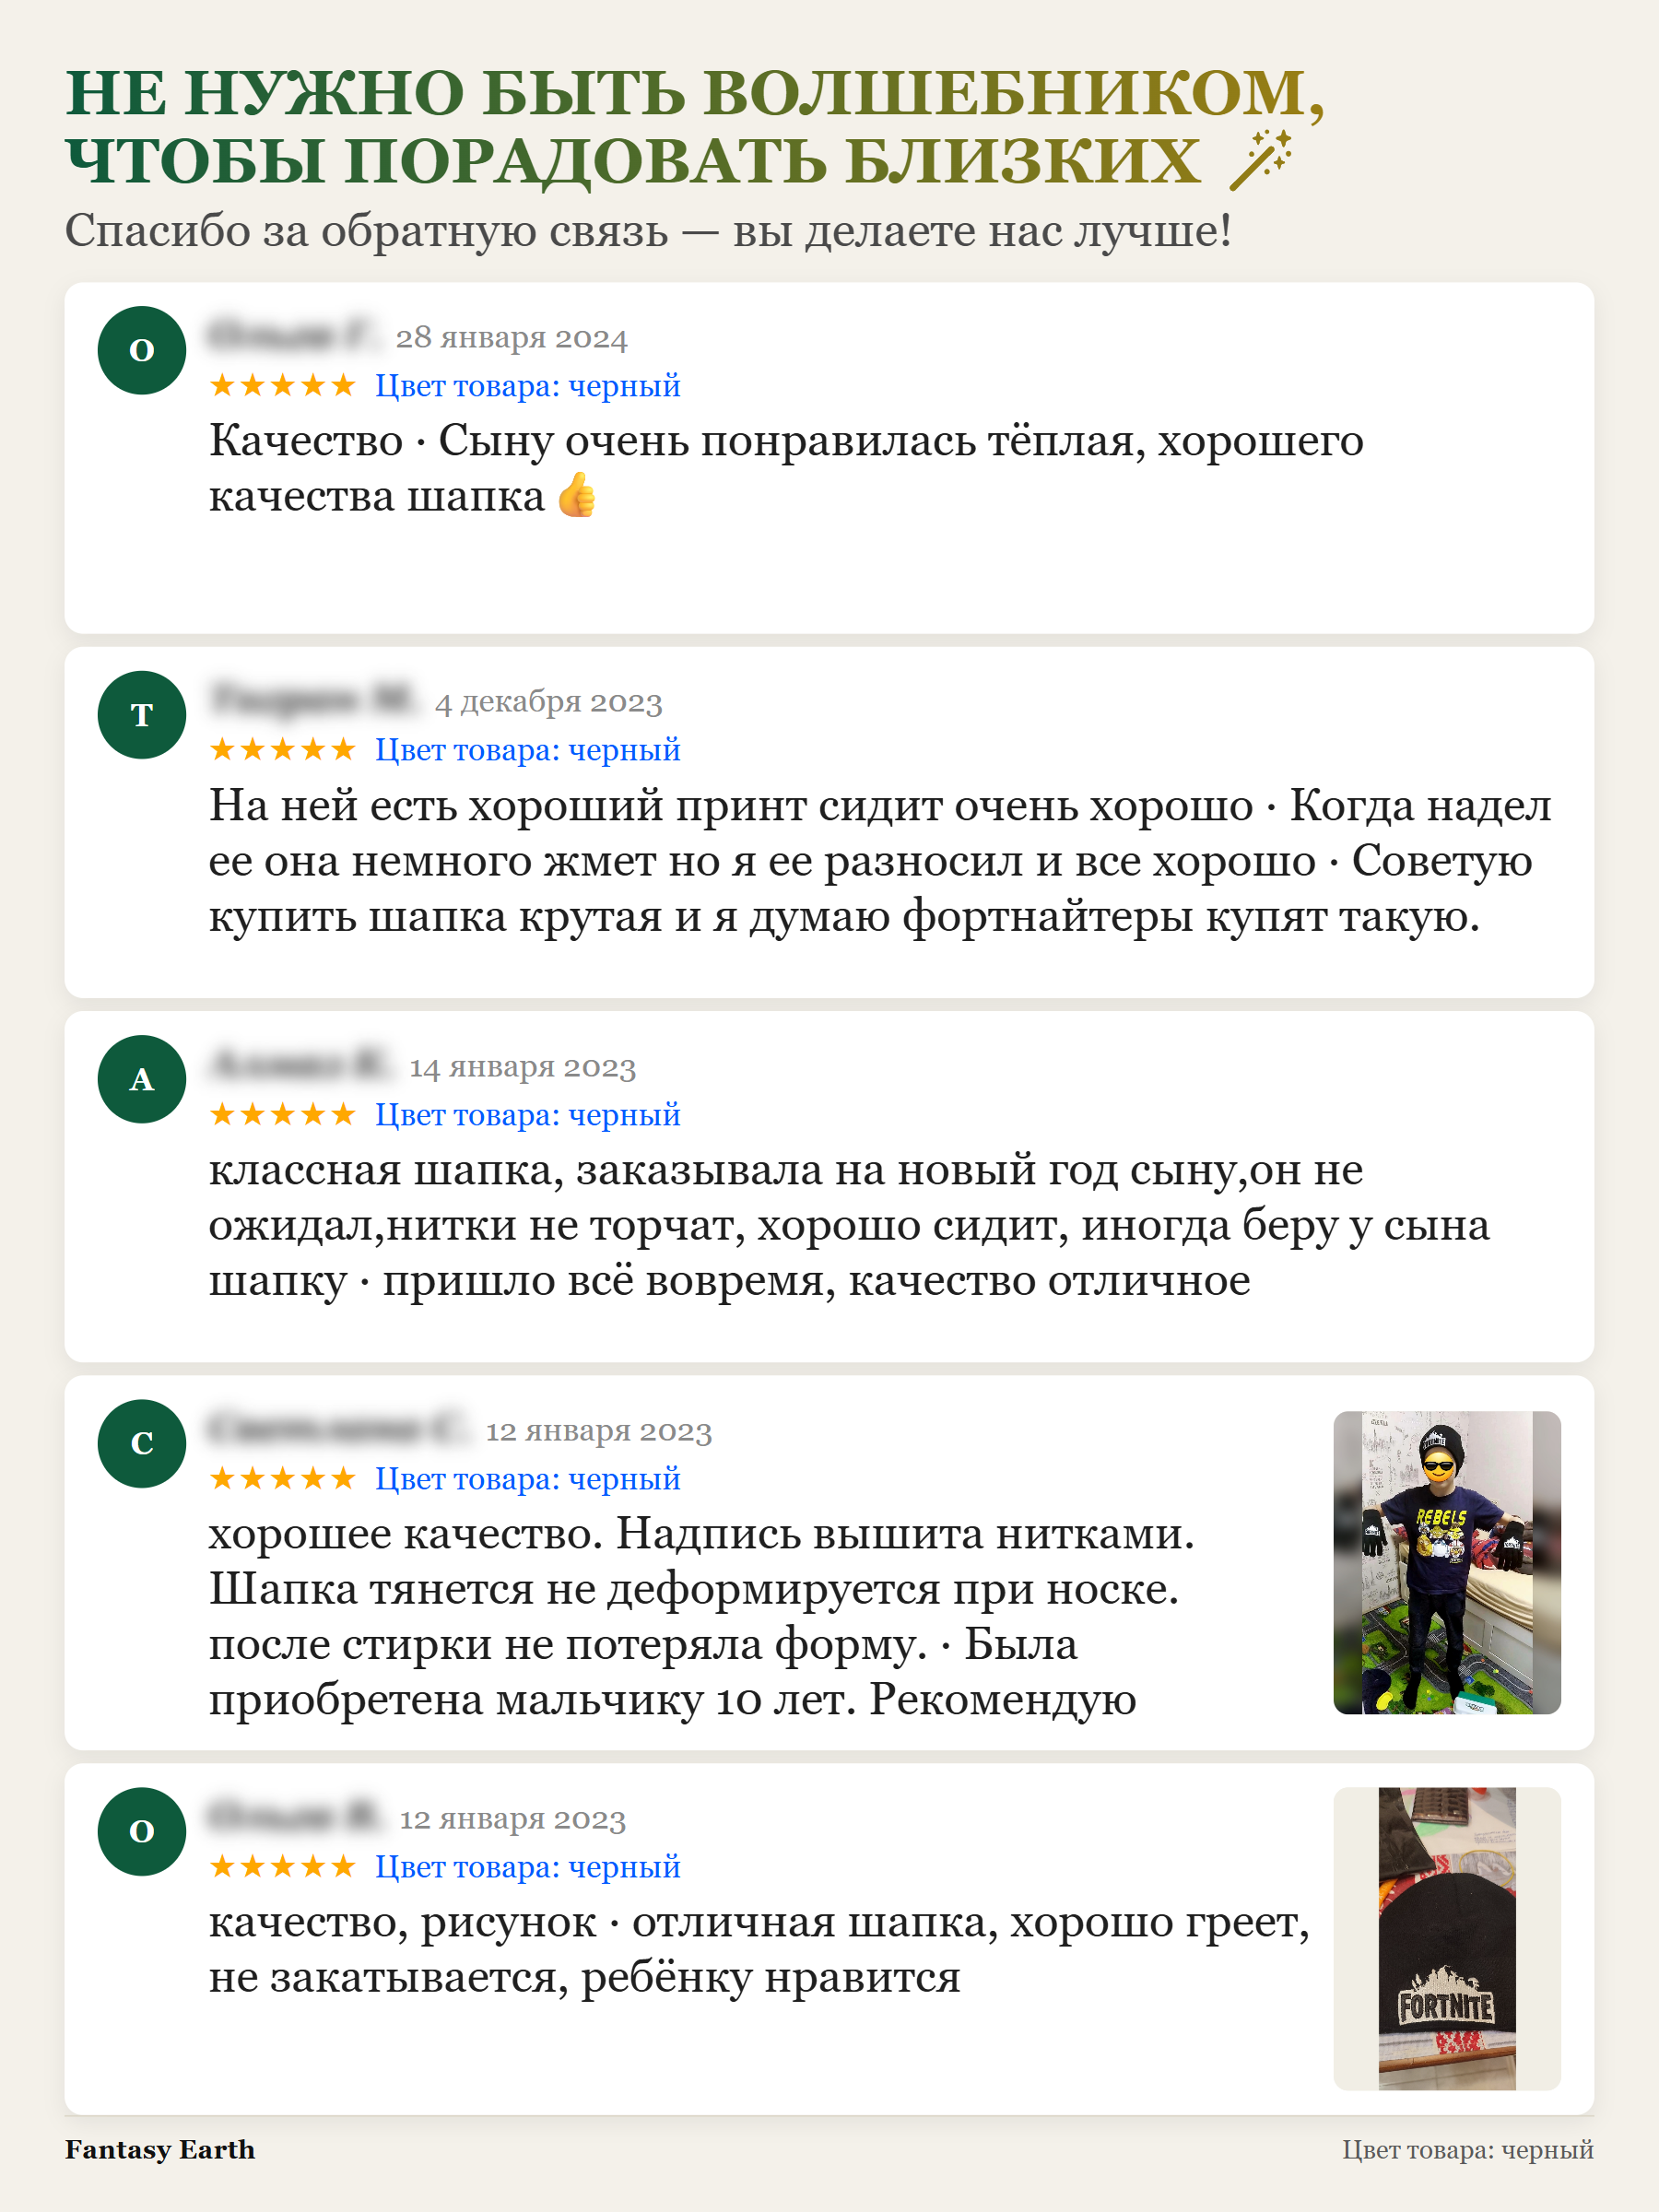 НЕ НУЖНО БЫТЬ ВОЛШЕБНИКОМ,
ЧТОБЫ ПОРАДОВАТЬ БЛИЗКИХ
Спасибо за обратную связь — вы делаете нас лучше!
О
28 января 2024
★★★★★ Цвет товара: черный
Качество · Сыну очень понравилась тёплая, хорошего
качества шапка 👍
Т
4 декабря 2023
★★★★★ Цвет товара: черный
На ней есть хороший принт сидит очень хорошо · Когда надел
ее она немного жмет но я ее разносил и все хорошо · Советую
купить шапка крутая и я думаю фортнайтеры купят такую.
А
14 января 2023
★★★★★ Цвет товара: черный
классная шапка, заказывала на новый год сыну,он не
ожидал,нитки не торчат, хорошо сидит, иногда беру у сына
шапку · пришло всё вовремя, качество отличное
С
12 января 2023
★★★★★ Цвет товара: черный
хорошее качество. Надпись вышита нитками.
Шапка тянется не деформируется при носке.
после стирки не потеряла форму. · Была
приобретена мальчику 10 лет. Рекомендую
REBELS
О
12 января 2023
★★★★★ Цвет товара: черный
качество, рисунок · отличная шапка, хорошо греет,
не закатывается, ребёнку нравится
FORTNITE
Fantasy Earth
Цвет товара: черный